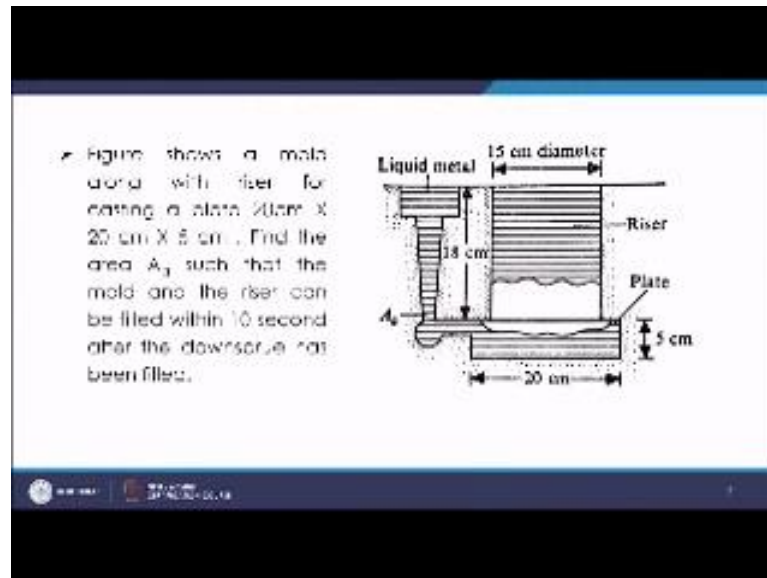 Figure shows a mold
along with riser for
casting a plate 20cm X
20 cm X 5 cm . Find the
area Ag such that the
mold and the riser can
be filled within 10 second
after the downsprue has
been filled.
15 cm diameter
Liquid metal
Riser
18 cm
Plate
Ag
5 cm
20 cm